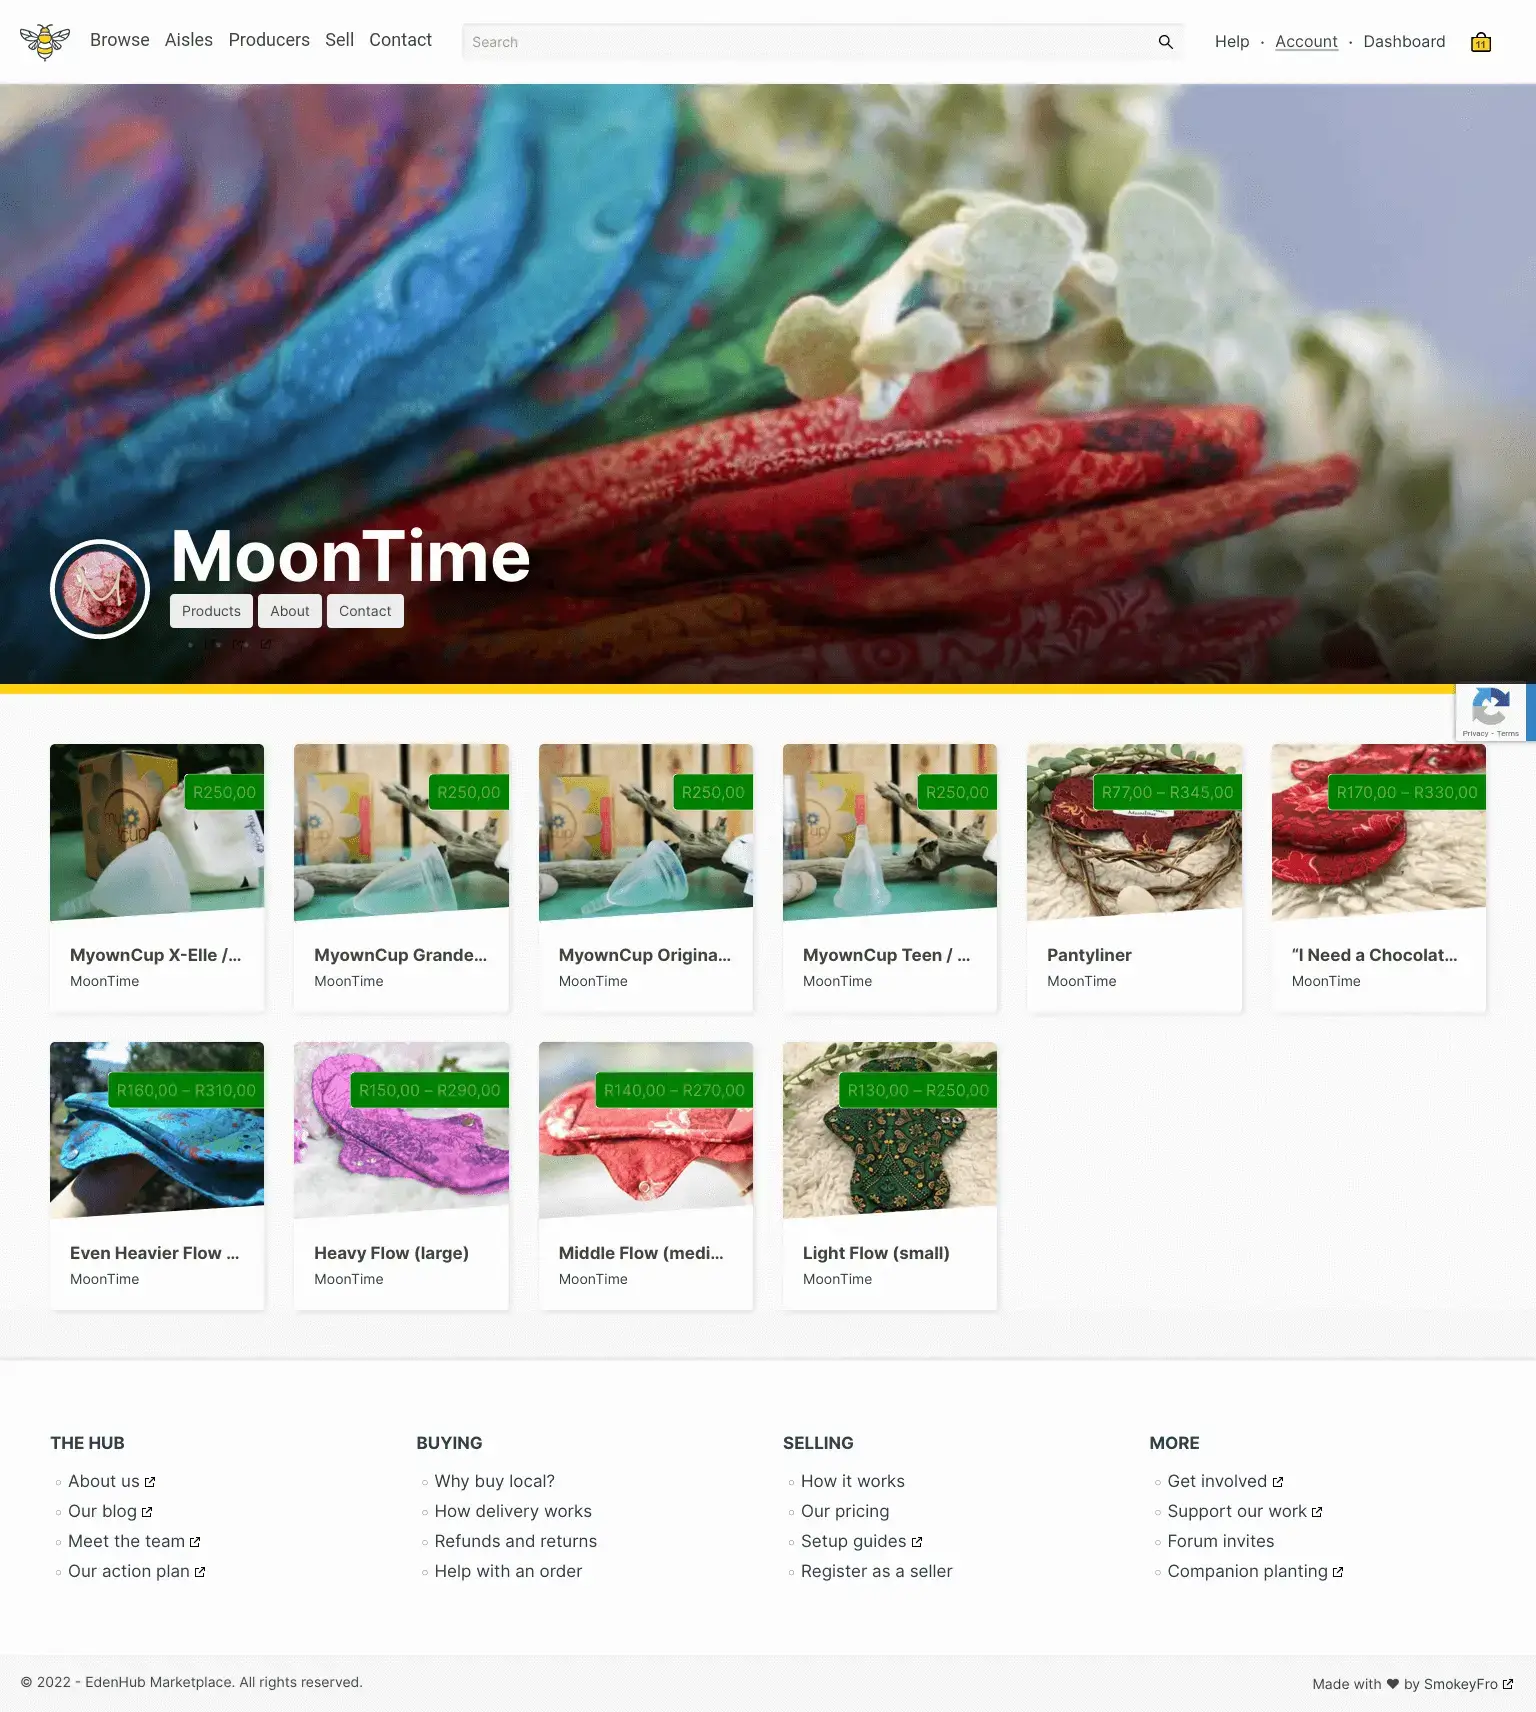 Browse Aisles Producers Sell Contact
Search
Help · Account · Dashboard
11
MoonTime
Products About Contact
Privacy - Terms
R250,00
MyownCup X-Elle /...
MoonTime
R250,00
MyownCup Grande...
MoonTime
R250,00
MyownCup Origina...
MoonTime
R250,00
MyownCup Teen / ...
MoonTime
R77,00 – R345,00
Pantyliner
MoonTime
R170,00 – R330,00
“I Need a Chocolat...
MoonTime
R160,00 – R310,00
Even Heavier Flow ...
MoonTime
R150,00 – R290,00
Heavy Flow (large)
MoonTime
R140,00 – R270,00
Middle Flow (medi...
MoonTime
R130,00 – R250,00
Light Flow (small)
MoonTime
THE HUB
About us
Our blog
Meet the team
Our action plan
BUYING
Why buy local?
How delivery works
Refunds and returns
Help with an order
SELLING
How it works
Our pricing
Setup guides
Register as a seller
MORE
Get involved
Support our work
Forum invites
Companion planting
© 2022 - EdenHub Marketplace. All rights reserved.
Made with ♥ by SmokeyFro